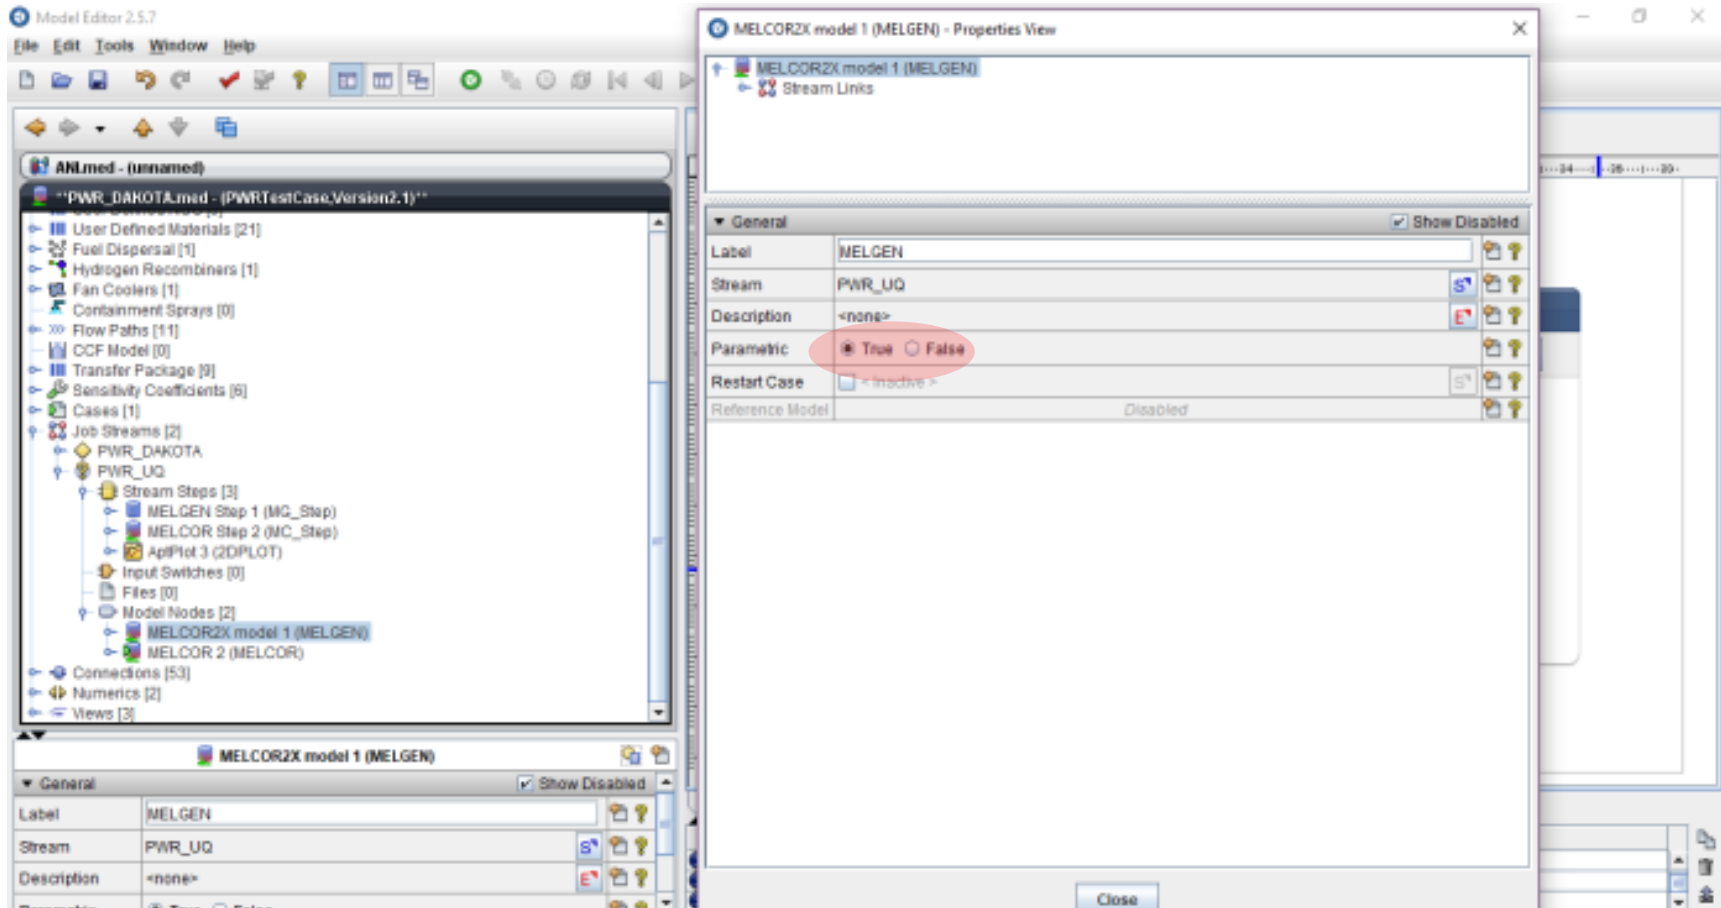 Model Editor 2.5.7
File Edit Tools Window Help
ANI.med - (unnamed)
**PWR_DAKOTA.med - (PWRTestCase,Version2.1)**
User Defined Materials [21]
Fuel Dispersal [1]
Hydrogen Recombiners [1]
Fan Coolers [1]
Containment Sprays [0]
Flow Paths [11]
CCF Model [0]
Transfer Package [9]
Sensitivity Coefficients [6]
Cases [1]
Job Streams [2]
PWR_DAKOTA
PWR_UQ
Stream Steps [3]
MELGEN Step 1 (MG_Step)
MELCOR Step 2 (MC_Step)
AptPlot 3 (2DPLOT)
Input Switches [0]
Files [0]
Model Nodes [2]
MELCOR2X model 1 (MELGEN)
MELCOR 2 (MELCOR)
Connections [53]
Numerics [2]
Views [3]
MELCOR2X model 1 (MELGEN)
General Show Disabled
Label MELGEN
Stream PWR_UQ
Description <none>
Parametric True False
MELCOR2X model 1 (MELGEN) - Properties View
MELCOR2X model 1 (MELGEN)
Stream Links
General Show Disabled
Label MELGEN
Stream PWR_UQ
Description <none>
Parametric True False
Restart Case < Inactive >
Reference Model Disabled
Close